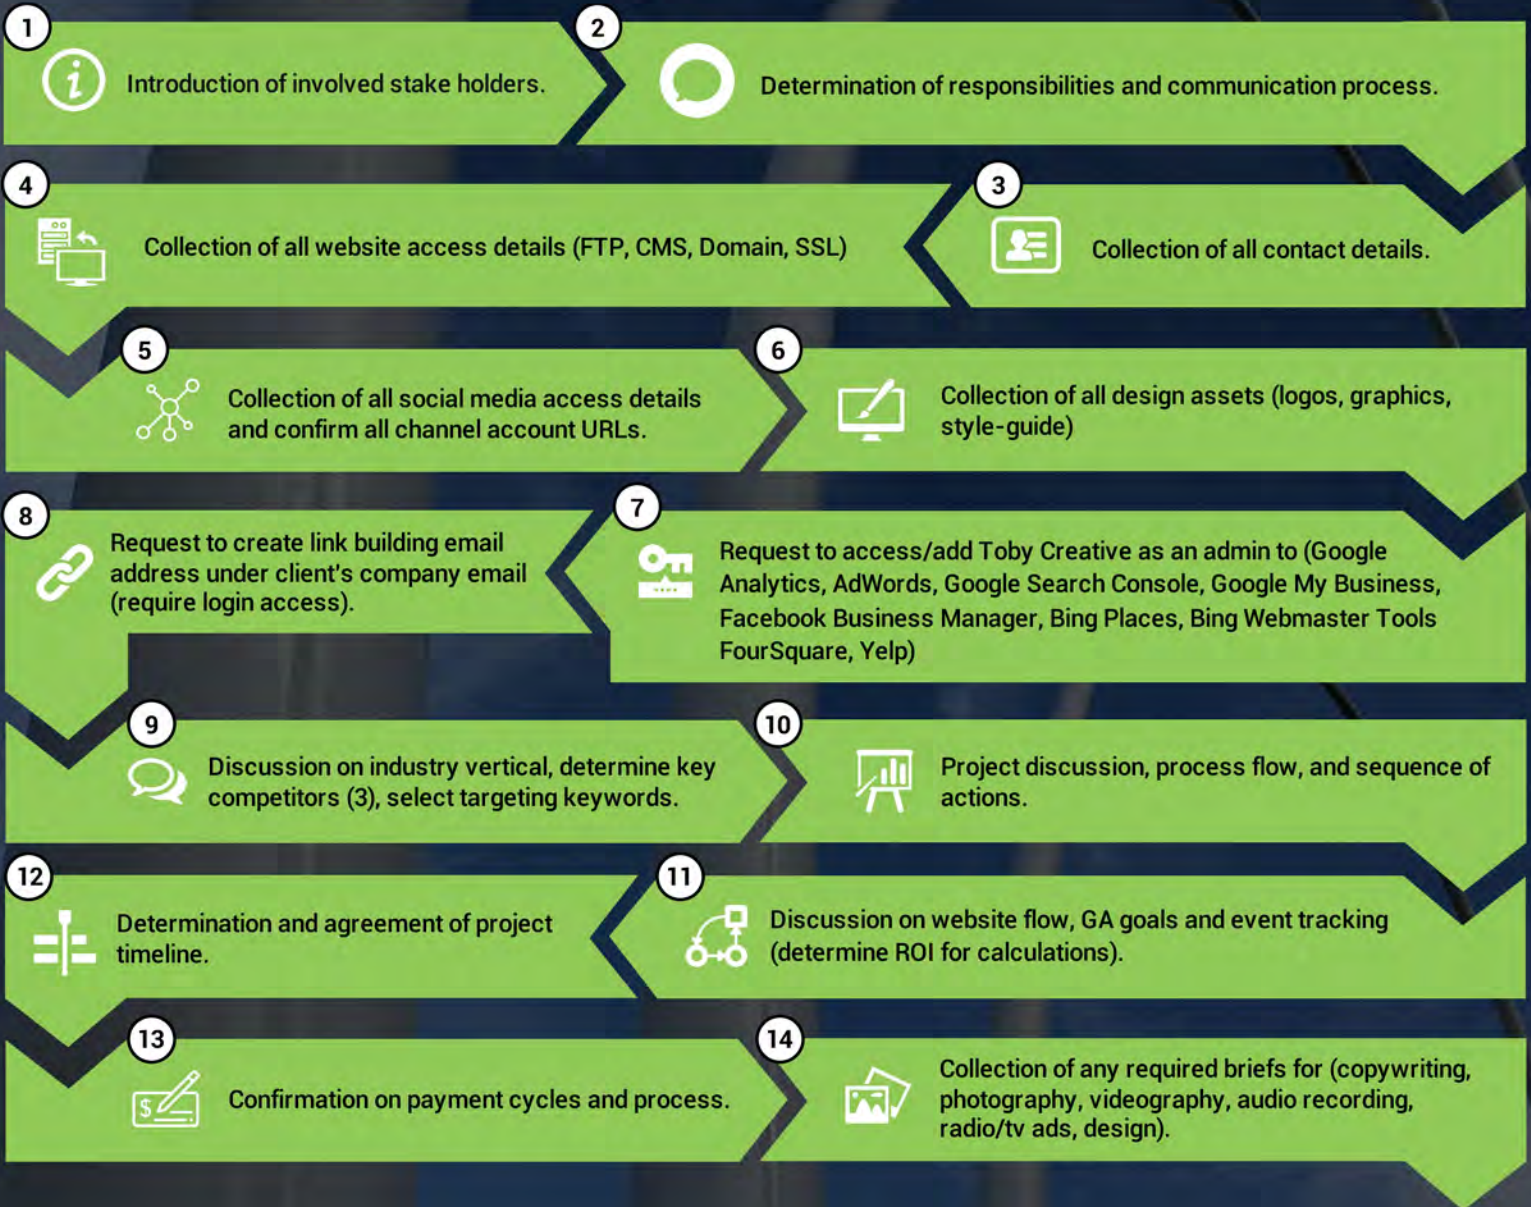 1
Introduction of involved stake holders.
2
Determination of responsibilities and communication process.
3
Collection of all contact details.
4
Collection of all website access details (FTP, CMS, Domain, SSL)
5
Collection of all social media access details
and confirm all channel account URLs.
6
Collection of all design assets (logos, graphics,
style-guide)
7
Request to access/add Toby Creative as an admin to (Google
Analytics, AdWords, Google Search Console, Google My Business,
Facebook Business Manager, Bing Places, Bing Webmaster Tools
FourSquare, Yelp)
8
Request to create link building email
address under client's company email
(require login access).
9
Discussion on industry vertical, determine key
competitors (3), select targeting keywords.
10
Project discussion, process flow, and sequence of
actions.
11
Discussion on website flow, GA goals and event tracking
(determine ROI for calculations).
12
Determination and agreement of project
timeline.
13
$
Confirmation on payment cycles and process.
14
Collection of any required briefs for (copywriting,
photography, videography, audio recording,
radio/tv ads, design).